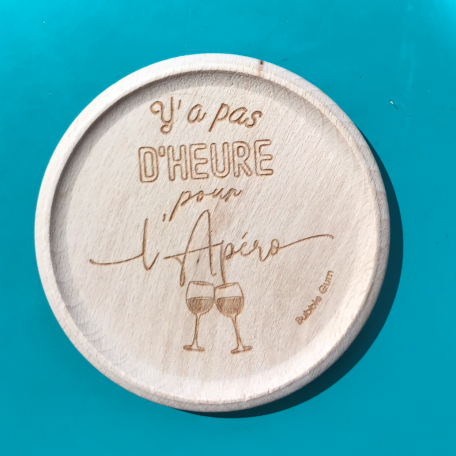 Y'a pas
D'HEURE
pour
l'Apéro
Bubble Gum